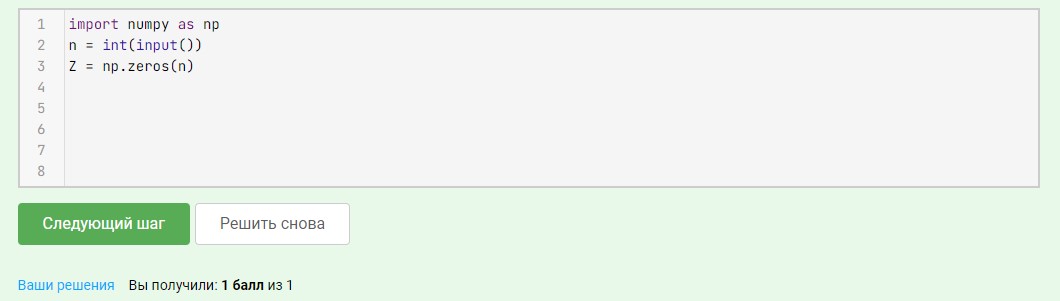 1 import numpy as np
2 n = int(input())
3 Z = np.zeros(n)
4
5
6
7
8
Следующий шаг Решить снова
Ваши решения Вы получили: 1 балл из 1